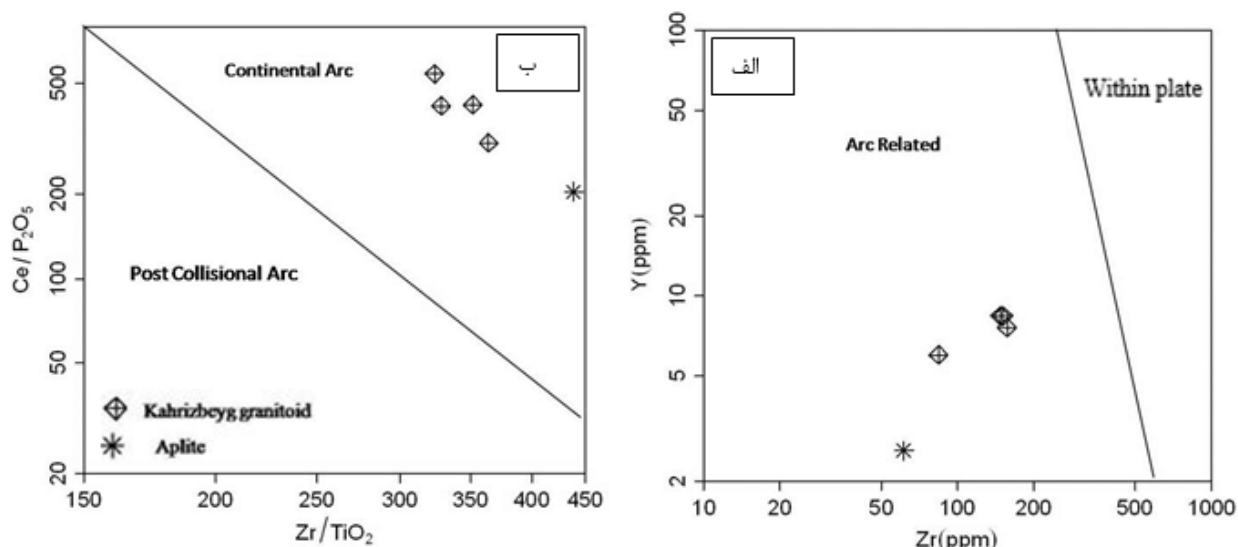 ب
Continental Arc
Post Collisional Arc
Kahrizbeyg granitoid
Aplite
Ce/P₂O₅
500
200
100
50
20
150
200
250
300
350
400
450
Zr/TiO₂
الف
Within plate
Arc Related
Y(ppm)
100
50
20
10
5
2
10
20
50
100
200
500
1000
Zr(ppm)